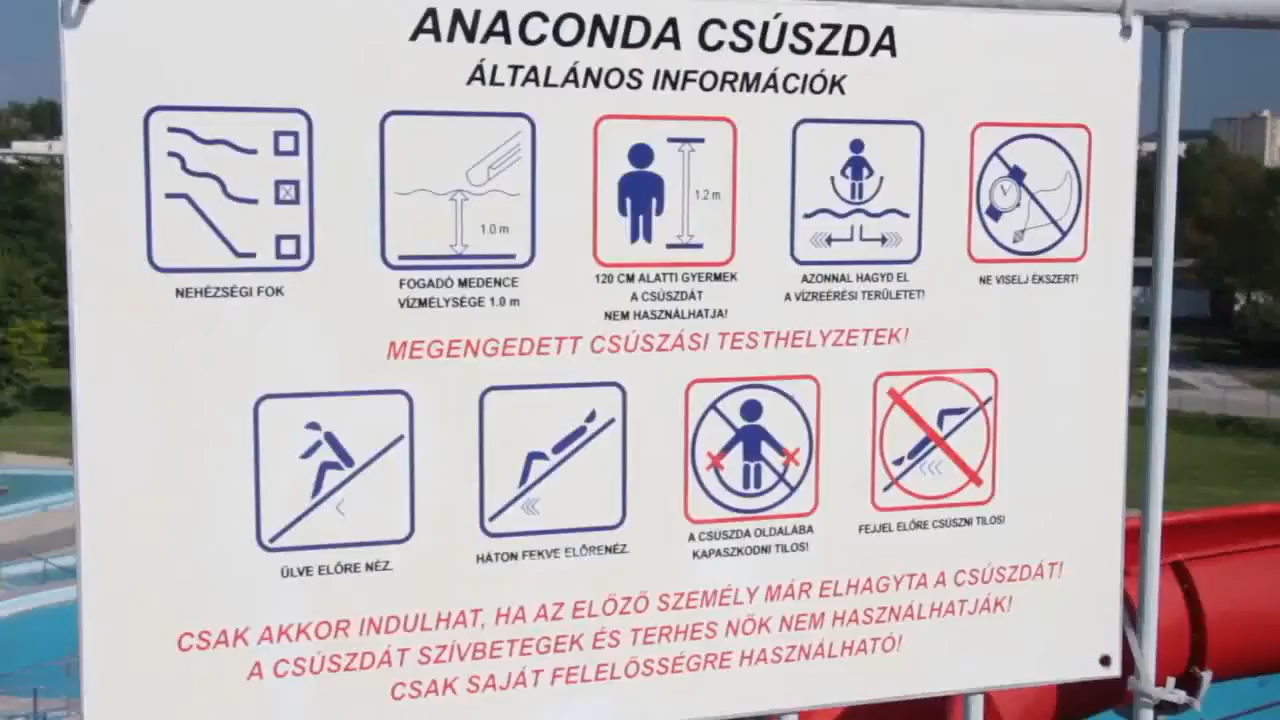 ANACONDA CSÚSZDA
ÁLTALÁNOS INFORMÁCIÓK
1.0 m
1.2 m
NEHÉZSÉGI FOK
FOGADÓ MEDENCE
VÍZMÉLYSÉGE 1.0 m
120 CM ALATTI GYERMEK
A CSÚSZDÁT
NEM HASZNÁLHATJA!
AZONNAL HAGYD EL
A VÍZREÉRÉSI TERÜLETET!
NE VISELJ ÉKSZERT!
MEGENGEDETT CSÚSZÁSI TESTHELYZETEK!
ÜLVE ELŐRE NÉZ.
HÁTON FEKVE ELŐRENÉZ.
A CSÚSZDA OLDALÁBA
KAPASZKODNI TILOS!
FEJJEL ELŐRE CSÚSZNI TILOS!
CSAK AKKOR INDULHAT, HA AZ ELŐZŐ SZEMÉLY MÁR ELHAGYTA A CSÚSZDÁT!
A CSÚSZDÁT SZÍVBETEGEK ÉS TERHES NŐK NEM HASZNÁLHATJÁK!
CSAK SAJÁT FELELŐSSÉGRE HASZNÁLHATÓ!